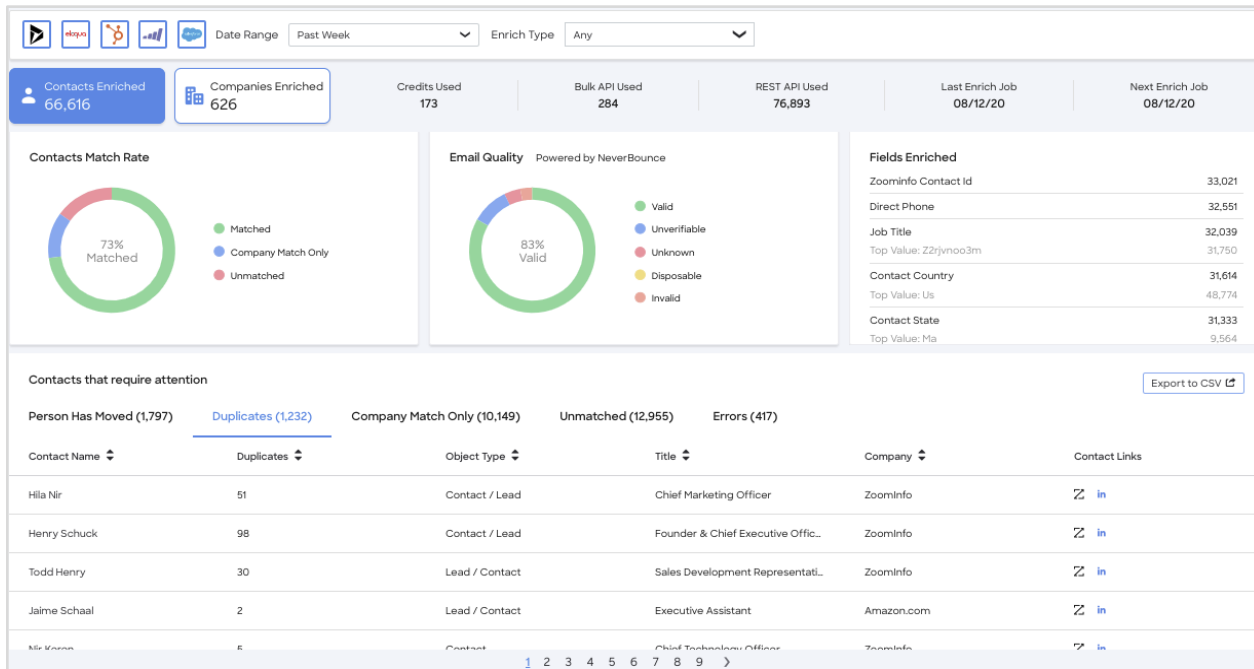 eloqua Date Range Past Week Enrich Type Any
Contacts Enriched Companies Enriched Credits Used Bulk API Used REST API Used Last Enrich Job Next Enrich Job
66,616 626 173 284 76,893 08/12/20 08/12/20
Contacts Match Rate
73%
Matched
Matched
Company Match Only
Unmatched
Email Quality Powered by NeverBounce
83%
Valid
Valid
Unverifiable
Unknown
Disposable
Invalid
Fields Enriched
Zoominfo Contact Id 33,021
Direct Phone 32,551
Job Title 32,039
Top Value: Z2rjvnoo3m 31,750
Contact Country 31,614
Top Value: Us 48,774
Contact State 31,333
Top Value: Ma 9,564
Contacts that require attention Export to CSV
Person Has Moved (1,797) Duplicates (1,232) Company Match Only (10,149) Unmatched (12,955) Errors (417)
Contact Name Duplicates Object Type Title Company Contact Links
Hila Nir 51 Contact / Lead Chief Marketing Officer ZoomInfo in
Henry Schuck 98 Contact / Lead Founder & Chief Executive Offic... ZoomInfo in
Todd Henry 30 Lead / Contact Sales Development Representati... ZoomInfo in
Jaime Schaal 2 Lead / Contact Executive Assistant Amazon.com in
Nir Keren 5 Contact Chief Technology Officer ZoomInfo in
1 2 3 4 5 6 7 8 9 >